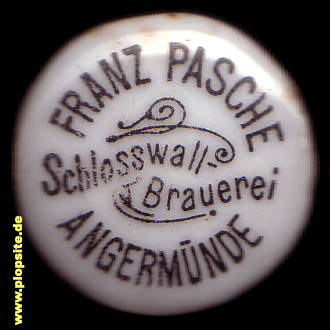 FRANZ PASCHE
Schlosswall-
Brauerei
ANGERMÜNDE
www.plopsite.de